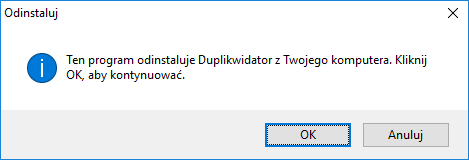 Odinstaluj
Ten program odinstaluje Duplikwidator z Twojego komputera. Kliknij
OK, aby kontynuować.
OK
Anuluj